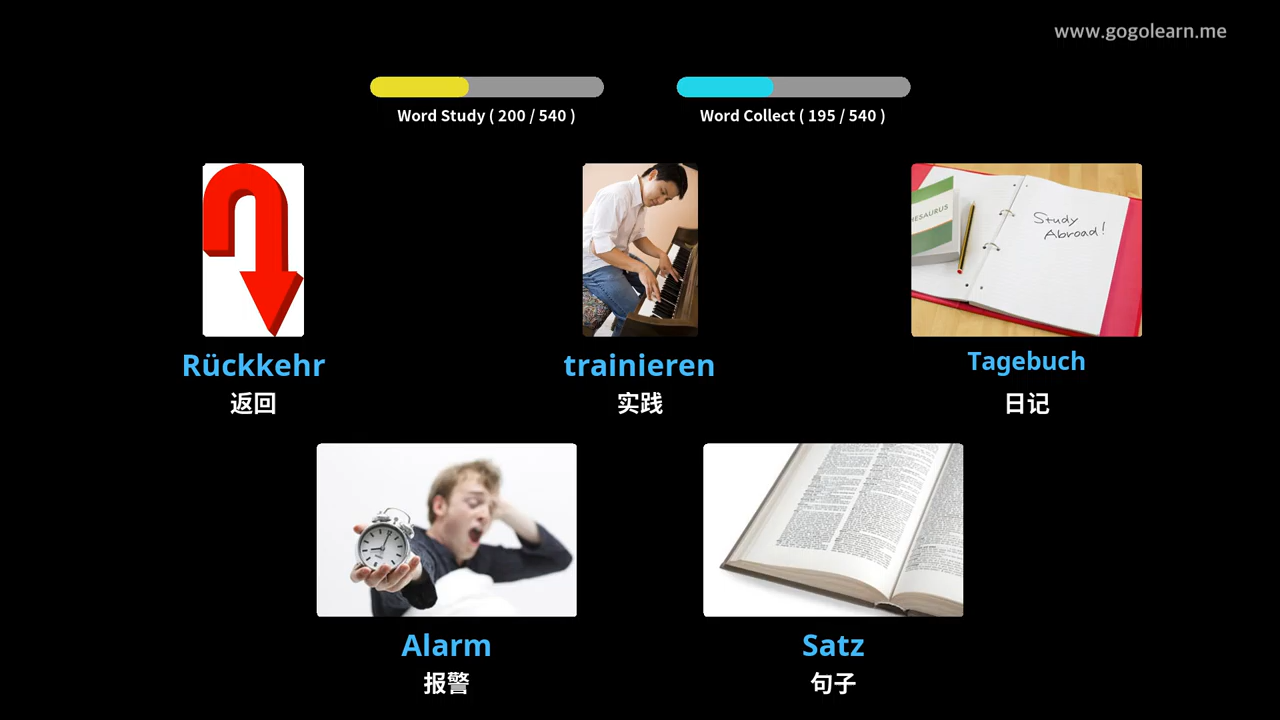 www.gogolearn.me
Word Study ( 200 / 540 )
Word Collect ( 195 / 540 )
THESAURUS
Study
Abroad!
Rückkehr
返回
trainieren
实践
Tagebuch
日记
Alarm
报警
Satz
句子